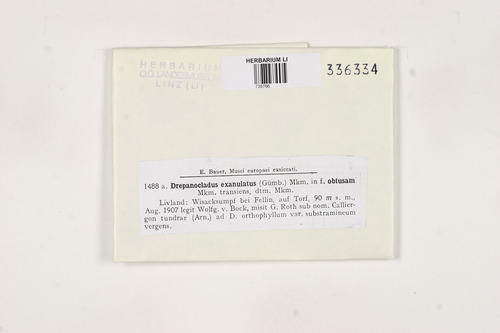 HERBARIUM
O.Ö. LANDESMUSEUM
LINZ (LI)
HERBARIUM LI
735766
336334
E. Bauer, Musci europaei exsiccati.
1488 a. Drepanocladus exanulatus (Gümb.) Mkm. in f. obtusam
Mkm. transiens, dtm. Mkm.
Livland: Wisacksumpf bei Fellin, auf Torf, 90 m s. m.,
Aug. 1907 legit Wolfg. v. Bock, misit G. Roth sub nom. Callier-
gon tundrae (Arn.) ad D. orthophyllum var. substramineum
vergens.